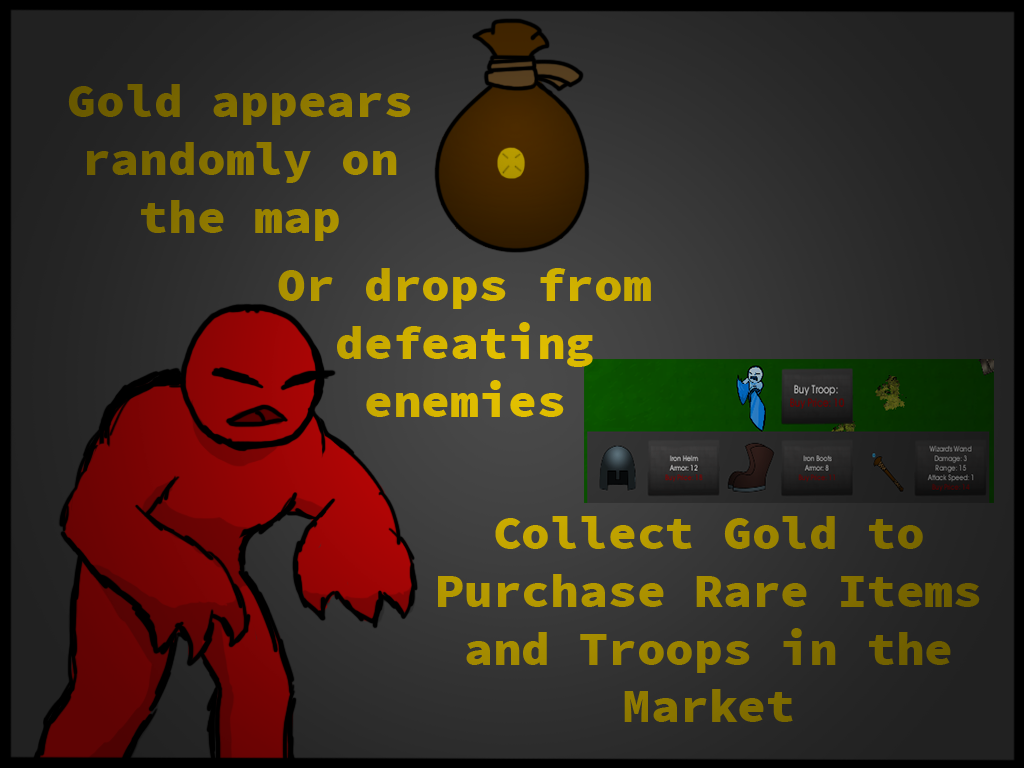 Gold appears
randomly on
the map
Or drops from
defeating
enemies
Buy Troop:
Iron Helm
Armor: 12
Iron Boots
Armor: 8
Wizards Wand
Damage: 3
Range: 15
Attack Speed: 1
Collect Gold to
Purchase Rare Items
and Troops in the
Market